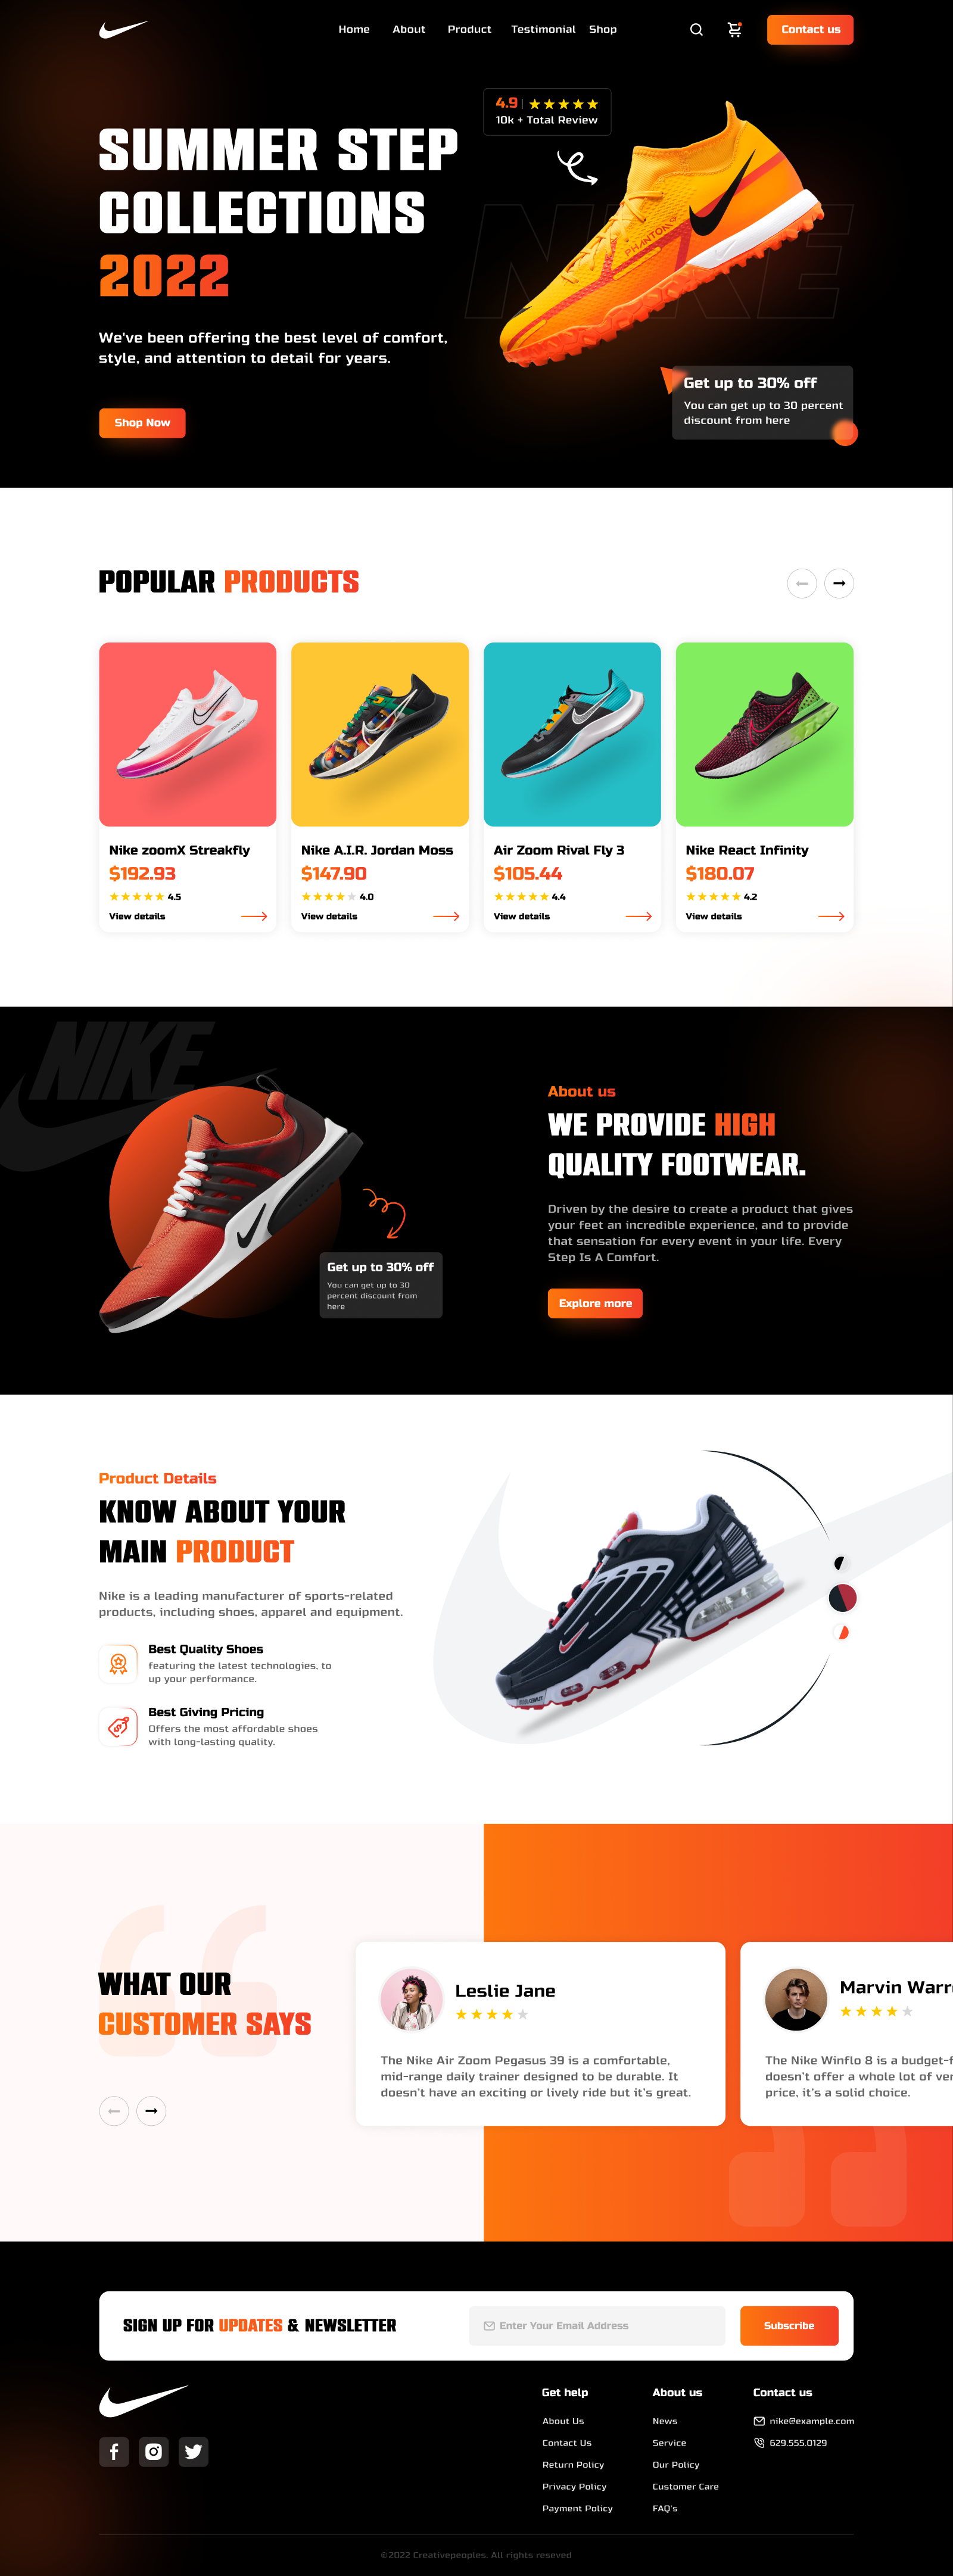 Home About Product Testimonial Shop
Contact us
4.9 |
10k + Total Review
SUMMER STEP
COLLECTIONS
2022
NIKE
PHANTOM
We've been offering the best level of comfort,
style, and attention to detail for years.
Get up to 30% off
You can get up to 30 percent
discount from here
Shop Now
POPULAR PRODUCTS
Nike zoomX Streakfly
$192.93
4.5
View details
Nike A.I.R. Jordan Moss
$147.90
4.0
View details
Air Zoom Rival Fly 3
$105.44
4.4
View details
Nike React Infinity
$180.07
4.2
View details
NIKE
About us
WE PROVIDE HIGH
QUALITY FOOTWEAR.
Driven by the desire to create a product that gives
your feet an incredible experience, and to provide
that sensation for every event in your life. Every
Step Is A Comfort.
Get up to 30% off
You can get up to 30
percent discount from
here
Explore more
Product Details
KNOW ABOUT YOUR
MAIN PRODUCT
Nike is a leading manufacturer of sports-related
products, including shoes, apparel and equipment.
Best Quality Shoes
featuring the latest technologies, to
up your performance.
Best Giving Pricing
Offers the most affordable shoes
with long-lasting quality.
WHAT OUR
CUSTOMER SAYS
Leslie Jane
The Nike Air Zoom Pegasus 39 is a comfortable,
mid-range daily trainer designed to be durable. It
doesn't have an exciting or lively ride but it's great.
Marvin Warr
The Nike Winflo 8 is a budget-f
doesn't offer a whole lot of ver
price, it's a solid choice.
SIGN UP FOR UPDATES & NEWSLETTER
Enter Your Email Address
Subscribe
Get help
About Us
Contact Us
Return Policy
Privacy Policy
Payment Policy
About us
News
Service
Our Policy
Customer Care
FAQ's
Contact us
nike@example.com
629.555.0129
©2022 Creativepeoples. All rights reseved